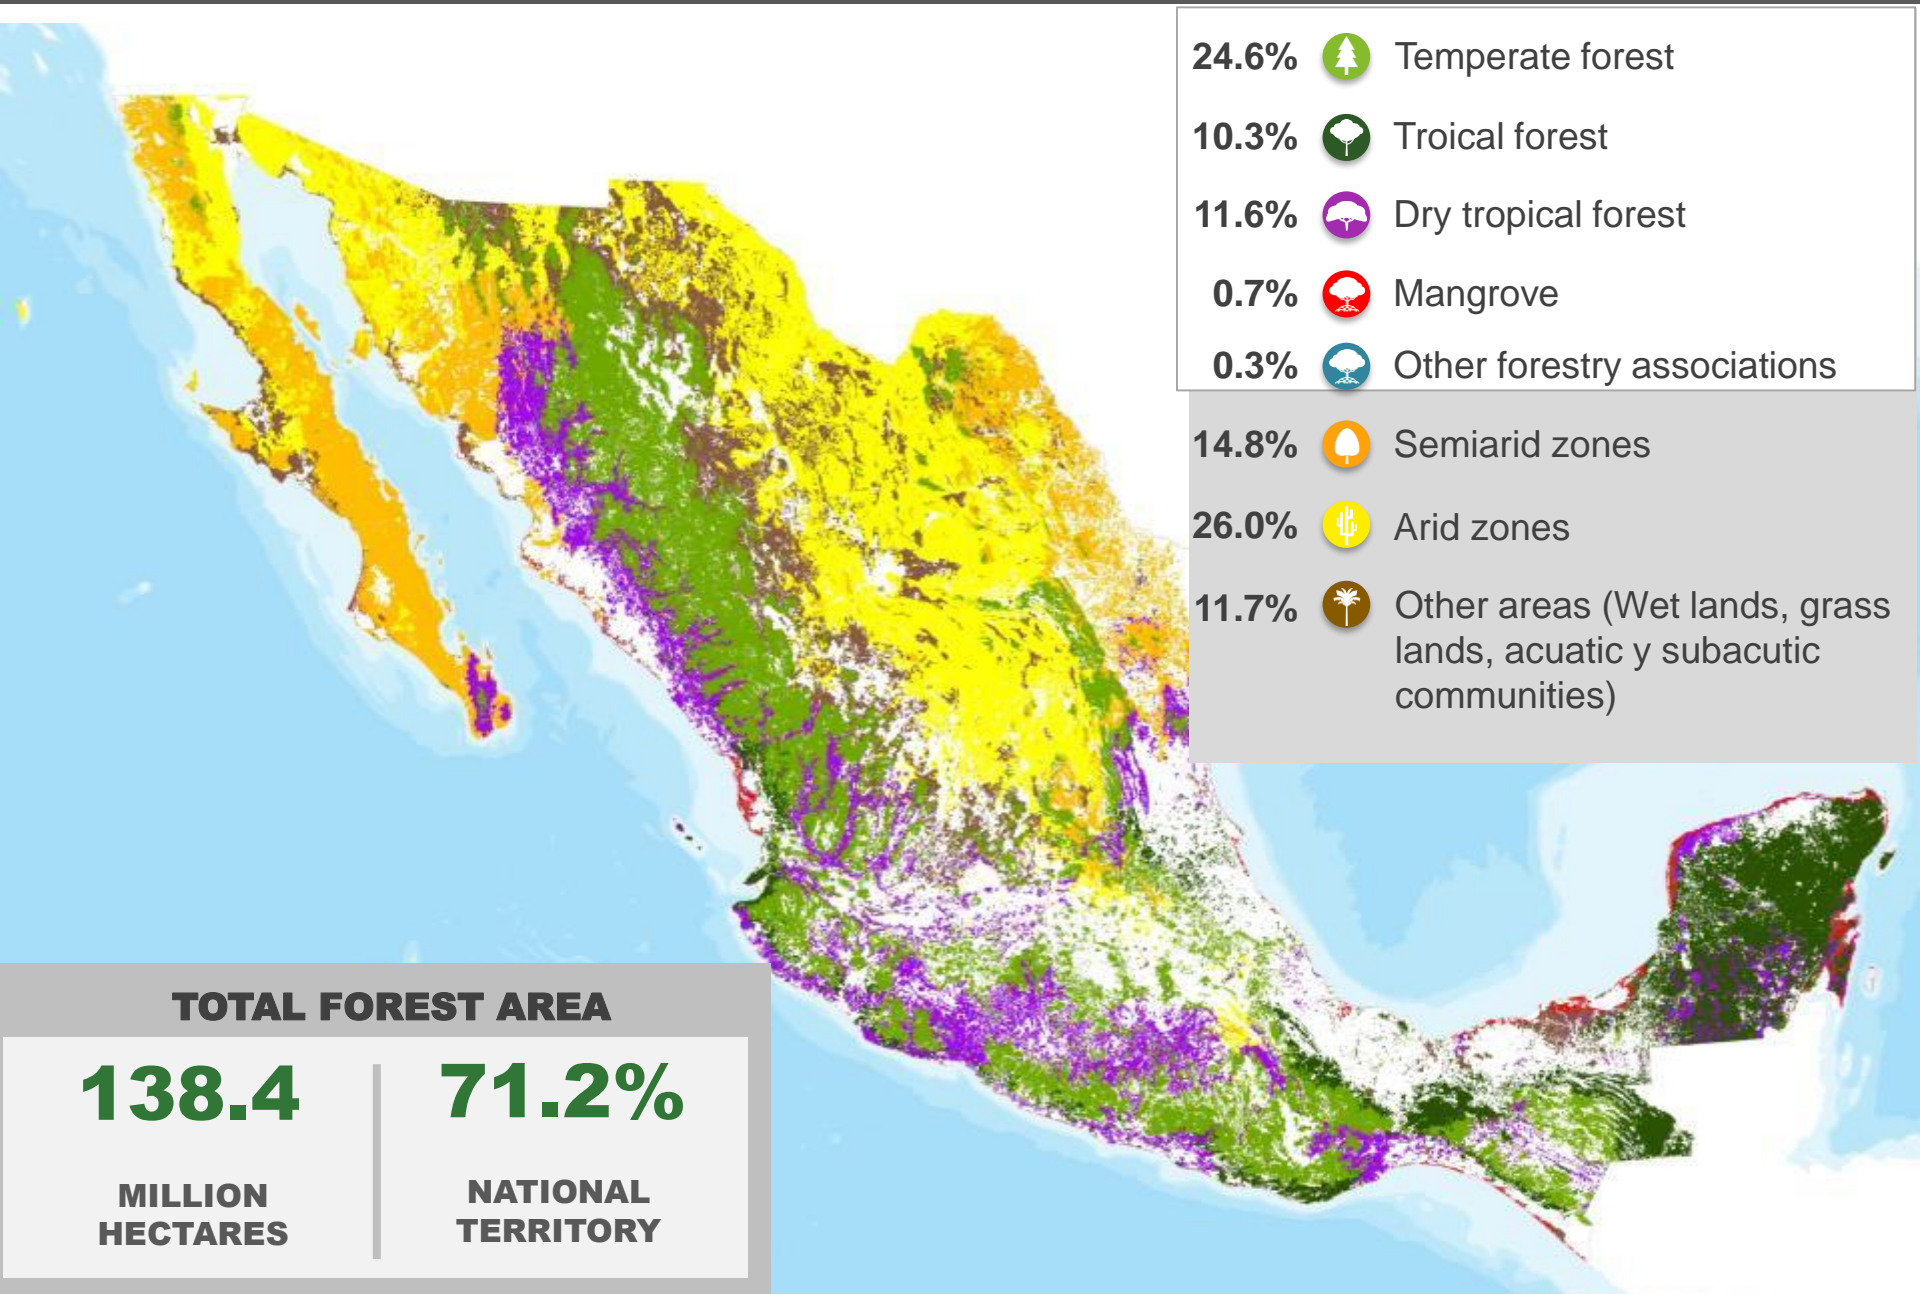 24.6% Temperate forest
10.3% Troical forest
11.6% Dry tropical forest
0.7% Mangrove
0.3% Other forestry associations
14.8% Semiarid zones
26.0% Arid zones
11.7% Other areas (Wet lands, grass
lands, acuatic y subacutic
communities)
TOTAL FOREST AREA
138.4
MILLION
HECTARES
71.2%
NATIONAL
TERRITORY